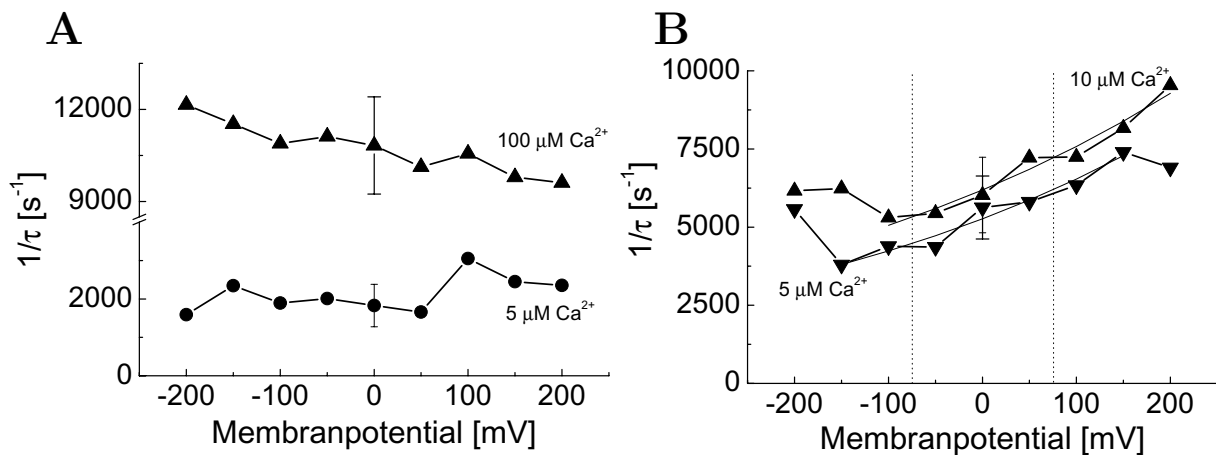 A
12000
9000
2000
0
1/τ [s⁻¹]
100 μM Ca²⁺
5 μM Ca²⁺
-200 -100 0 100 200
Membranpotential [mV]
B
10000
7500
5000
2500
0
1/τ [s⁻¹]
10 μM Ca²⁺
5 μM Ca²⁺
-200 -100 0 100 200
Membranpotential [mV]